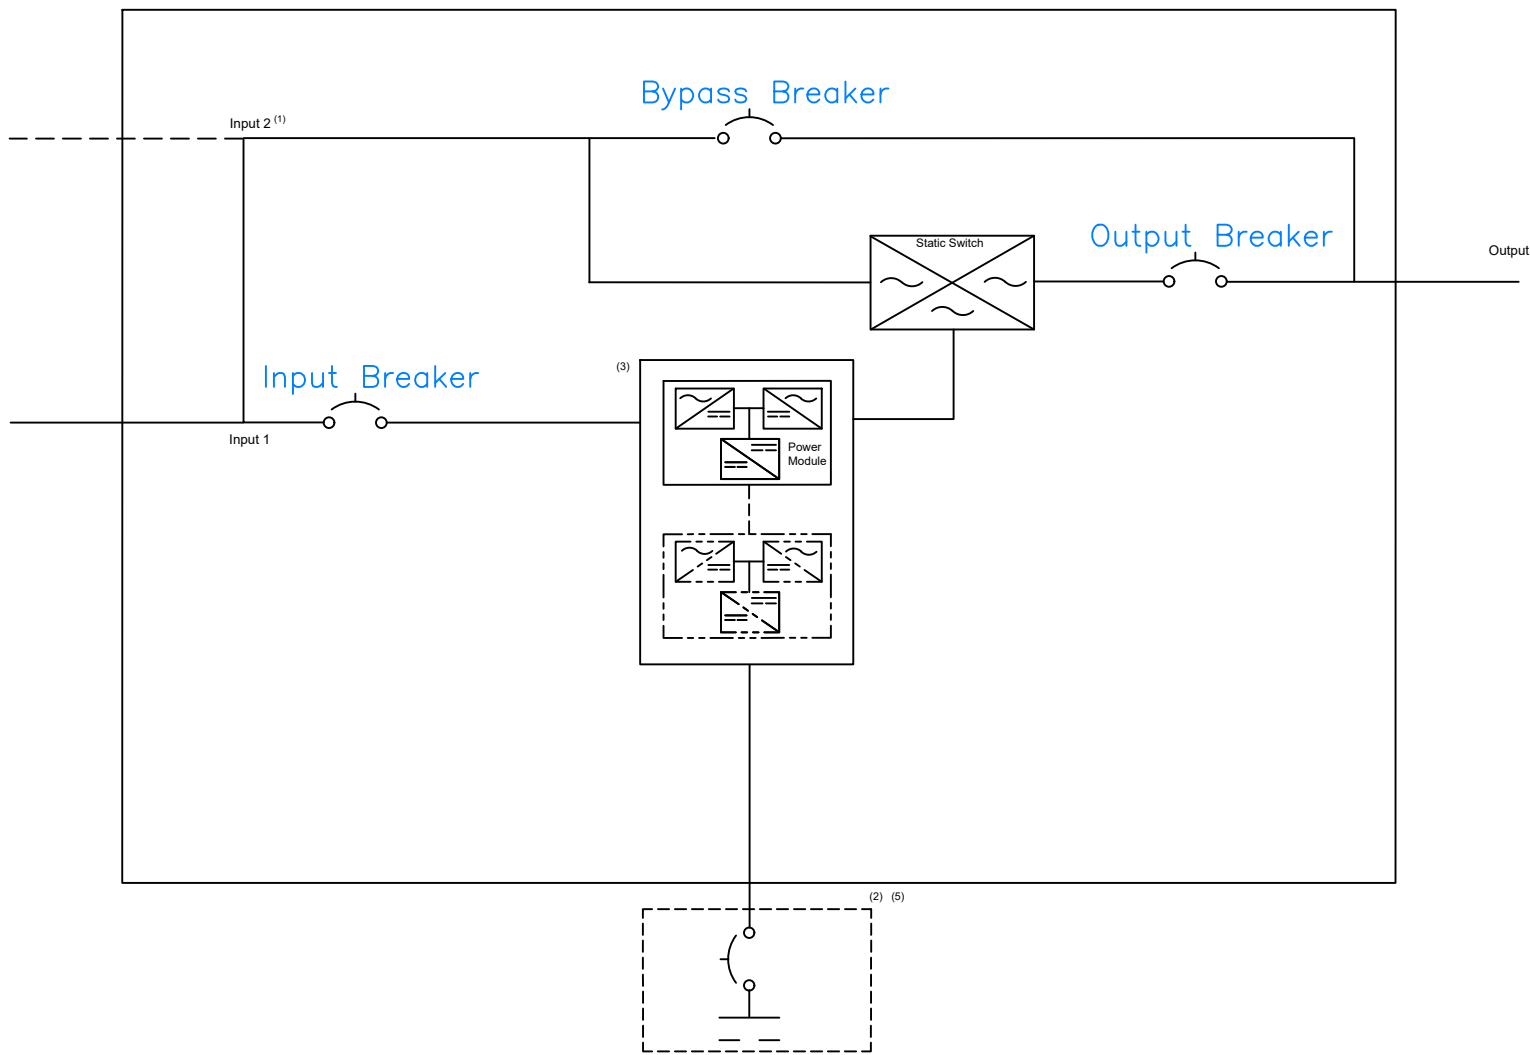 Bypass Breaker
Input 2 (1)
Static Switch
Output Breaker
Output
Input Breaker
(3)
Input 1
Power
Module
(2) (5)